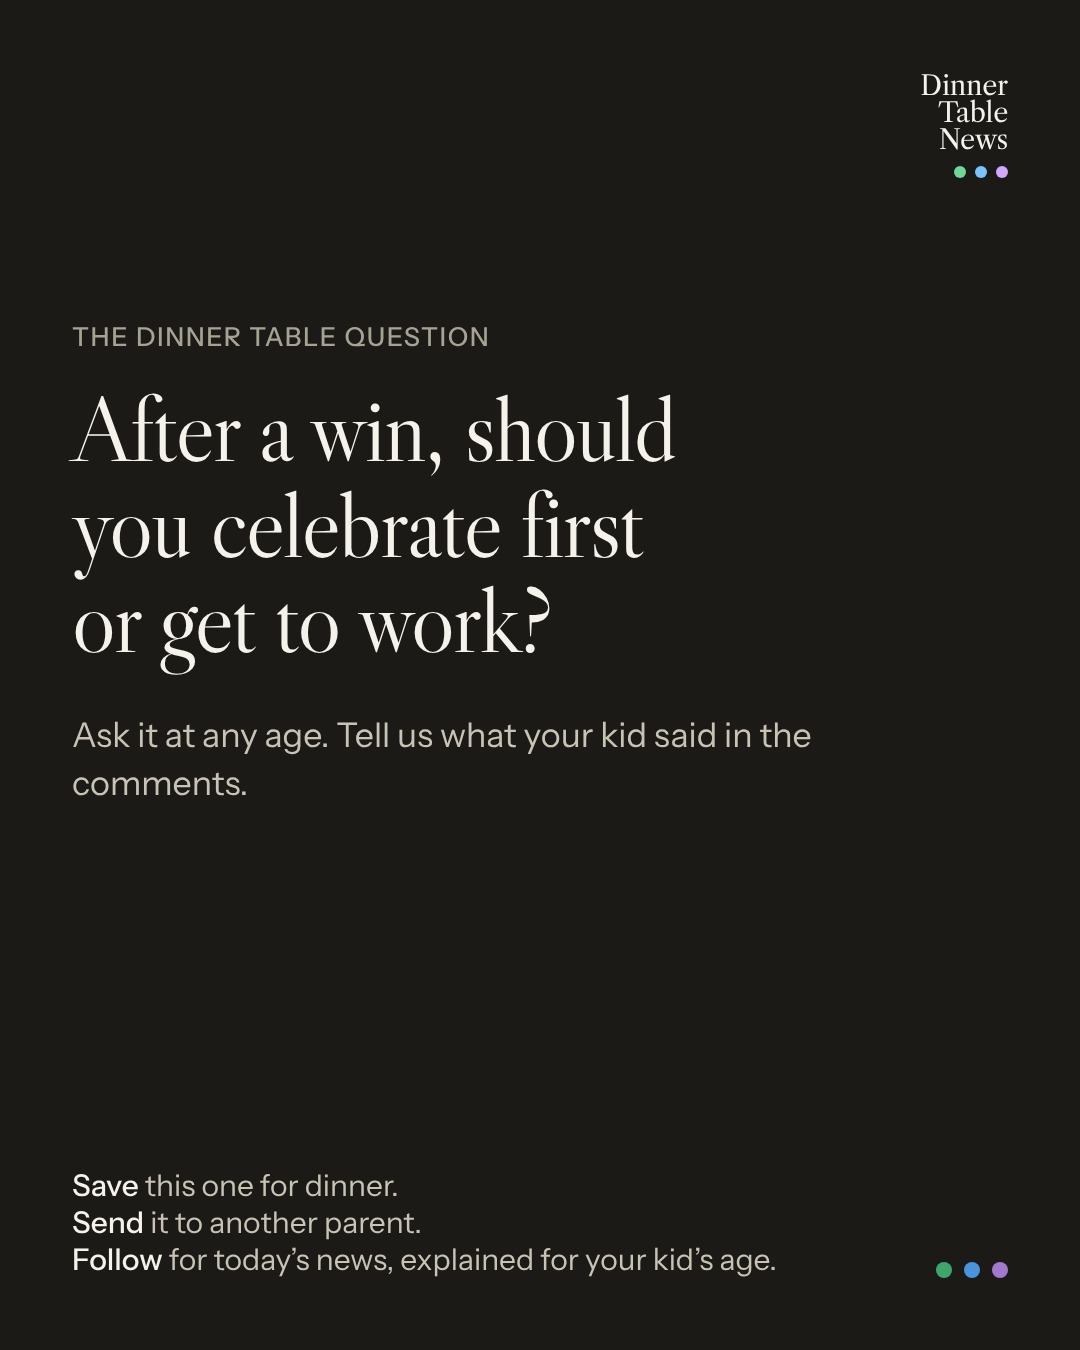 Dinner
Table
News
THE DINNER TABLE QUESTION
After a win, should
you celebrate first
or get to work?
Ask it at any age. Tell us what your kid said in the
comments.
Save this one for dinner.
Send it to another parent.
Follow for today’s news, explained for your kid’s age.